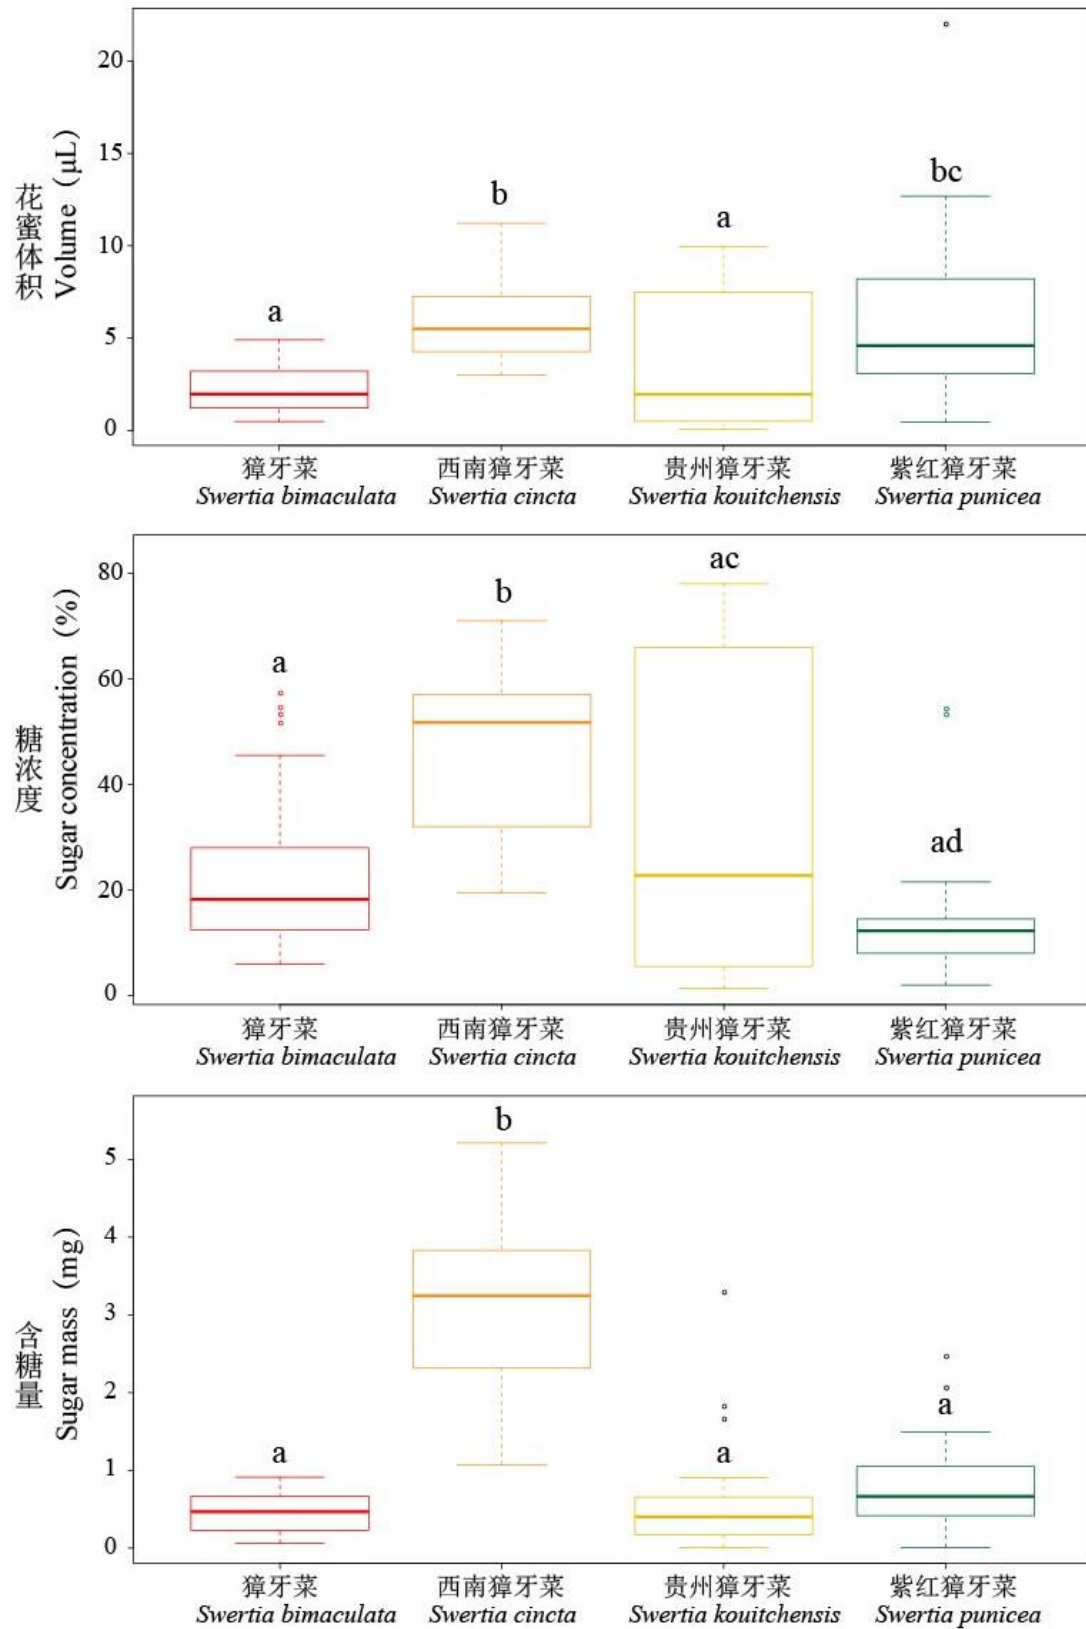 花蜜体积
Volume (μL)
20
15
10
5
0
a
b
a
bc
獐牙菜
西南獐牙菜
贵州獐牙菜
紫红獐牙菜
Swertia bimaculata
Swertia cincta
Swertia kouitchensis
Swertia punicea
糖浓度
Sugar concentration (%)
80
60
40
20
0
a
b
ac
ad
獐牙菜
西南獐牙菜
贵州獐牙菜
紫红獐牙菜
Swertia bimaculata
Swertia cincta
Swertia kouitchensis
Swertia punicea
含糖量
Sugar mass (mg)
5
4
3
2
1
0
a
b
a
a
獐牙菜
西南獐牙菜
贵州獐牙菜
紫红獐牙菜
Swertia bimaculata
Swertia cincta
Swertia kouitchensis
Swertia punicea